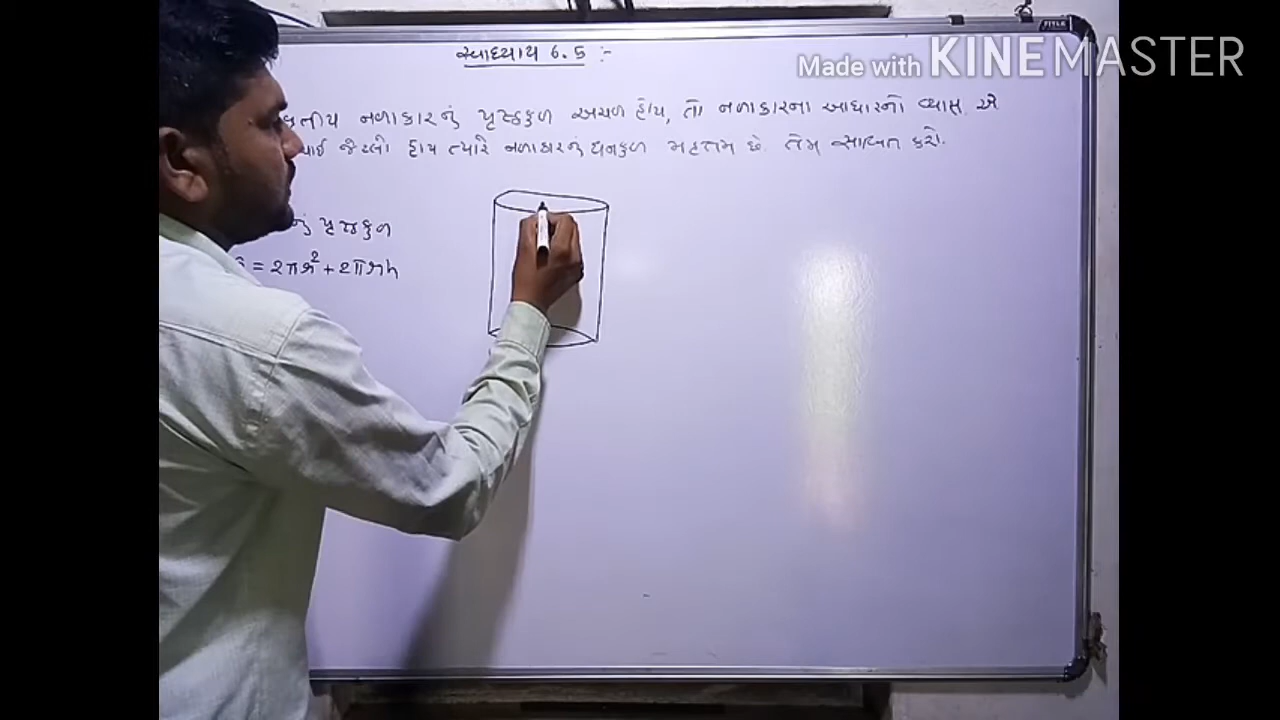 Made with KINEMASTER
સ્વાધ્યાય 6.5 :-
નળાકારનું પૃષ્ઠફળ અચળ હોય, તો નળાકારના આધારનો વ્યાસ એ
જેટલો હોય ત્યારે નળાકારનું ઘનફળ મહત્તમ છે. તેમ સાબિત કરો.
પૃષ્ઠફળ
= 2πr² + 2πrh